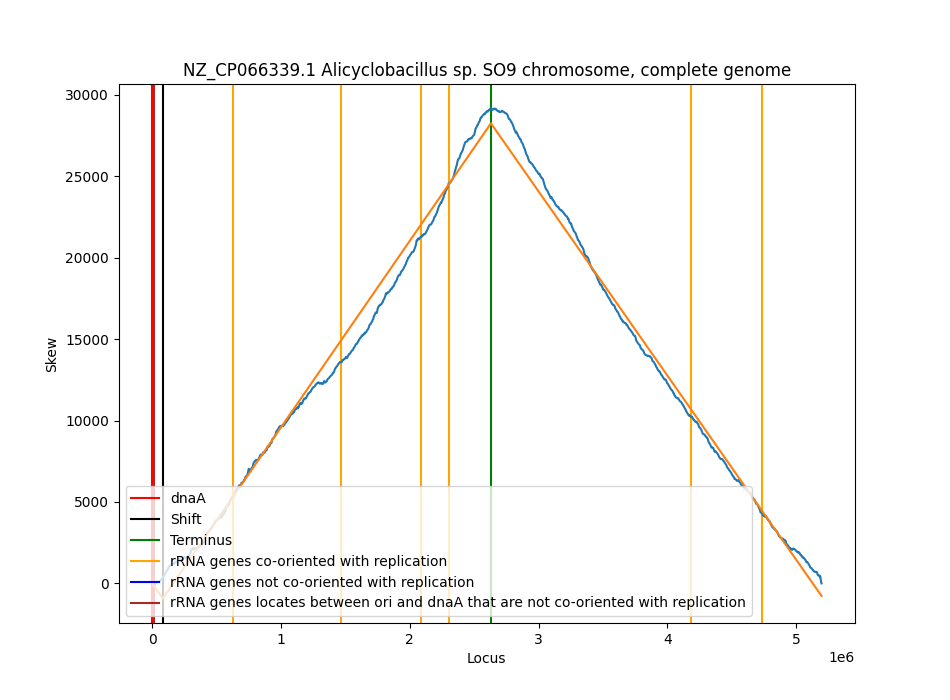 NZ_CP066339.1 Alicyclobacillus sp. SO9 chromosome, complete genome
30000
25000
20000
15000
10000
5000
0
Skew
dnaA
Shift
Terminus
rRNA genes co-oriented with replication
rRNA genes not co-oriented with replication
rRNA genes locates between ori and dnaA that are not co-oriented with replication
0 1 2 3 4 5
1e6
Locus